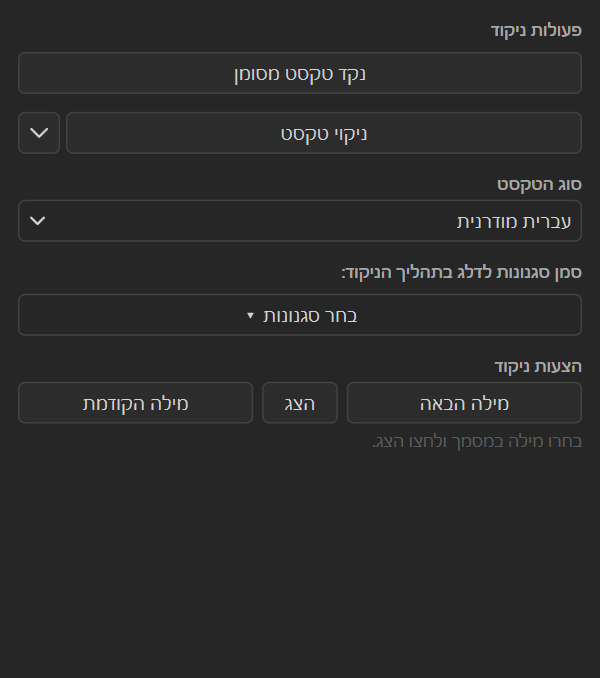 פעולות ניקוד
נקד טקסט מסומן
ניקוי טקסט
סוג הטקסט
עברית מודרנית
סמן סגנונות לדלג בתהליך הניקוד:
בחר סגנונות
הצעות ניקוד
מילה הבאה הצג מילה הקודמת
בחרו מילה במסמך ולחצו הצג.